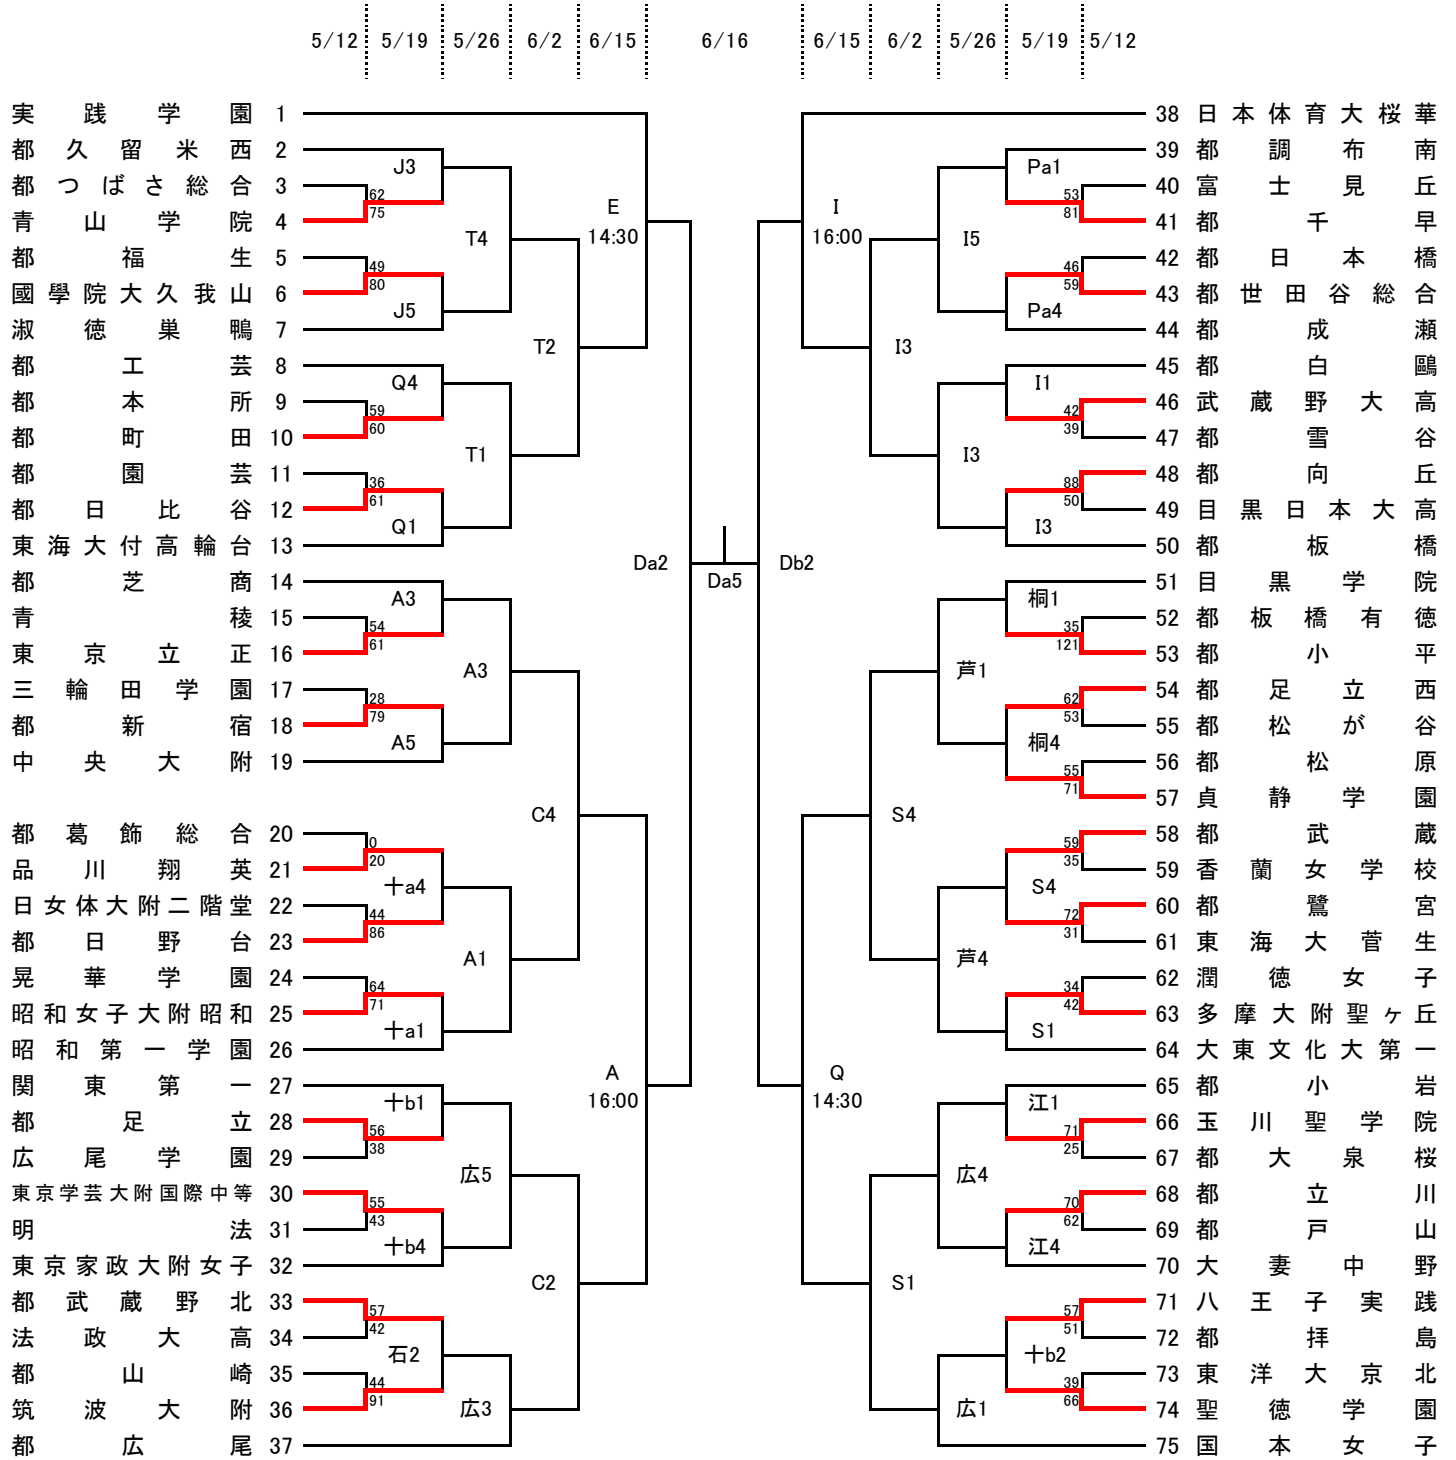 5/12 5/19 5/26 6/2 6/15 6/16 6/15 6/2 5/26 5/19 5/12
実践学園 1
都久留米西 2
J3
都つばさ総合 3
62
75
青山学院 4
T4
都福生 5
49
80
國學院大久我山 6
J5
淑徳巣鴨 7
E
14:30
T2
都工芸 8
Q4
都本所 9
59
60
都町田 10
T1
都園芸 11
36
61
都日比谷 12
Q1
東海大付高輪台 13
Da2
都芝商 14
A3
青稜 15
54
61
東京立正 16
A3
三輪田学園 17
28
79
都新宿 18
A5
中央大附 19
C4
都葛飾総合 20
0
20
品川翔英 21
十a4
日女体大附二階堂 22
44
86
都日野台 23
A1
晃華学園 24
64
71
昭和女子大附昭和 25
十a1
昭和第一学園 26
A
16:00
関東第一 27
十b1
都足立 28
56
38
広尾学園 29
広5
東京学芸大附国際中等 30
55
43
明法 31
十b4
東京家政大附女子 32
C2
都武蔵野北 33
57
42
法政大高 34
石2
都山崎 35
44
91
筑波大附 36
広3
都広尾 37
Da5
38 日本体育大桜華
39 都調布南
Pa1
40 富士見丘
53
81
41 都千早
I
16:00
I5
42 都日本橋
46
59
43 都世田谷総合
Pa4
44 都成瀬
I3
45 都白鷗
I1
46 武蔵野大高
42
39
47 都雪谷
I3
48 都向丘
88
50
49 目黒日本大高
I3
50 都板橋
Db2
51 目黒学院
桐1
52 都板橋有徳
35
121
53 都小平
芦1
54 都足立西
62
53
55 都松が谷
桐4
56 都松原
55
71
57 貞静学園
S4
58 都武蔵
59
35
59 香蘭女学校
S4
60 都鷺宮
72
31
61 東海大菅生
芦4
62 潤徳女子
34
42
63 多摩大附聖ヶ丘
S1
64 大東文化大第一
Q
14:30
65 都小岩
江1
66 玉川聖学院
71
25
67 都大泉桜
広4
68 都立川
70
62
69 都戸山
江4
70 大妻中野
S1
71 八王子実践
57
51
72 都拝島
十b2
73 東洋大京北
39
66
74 聖徳学園
広1
75 国本女子